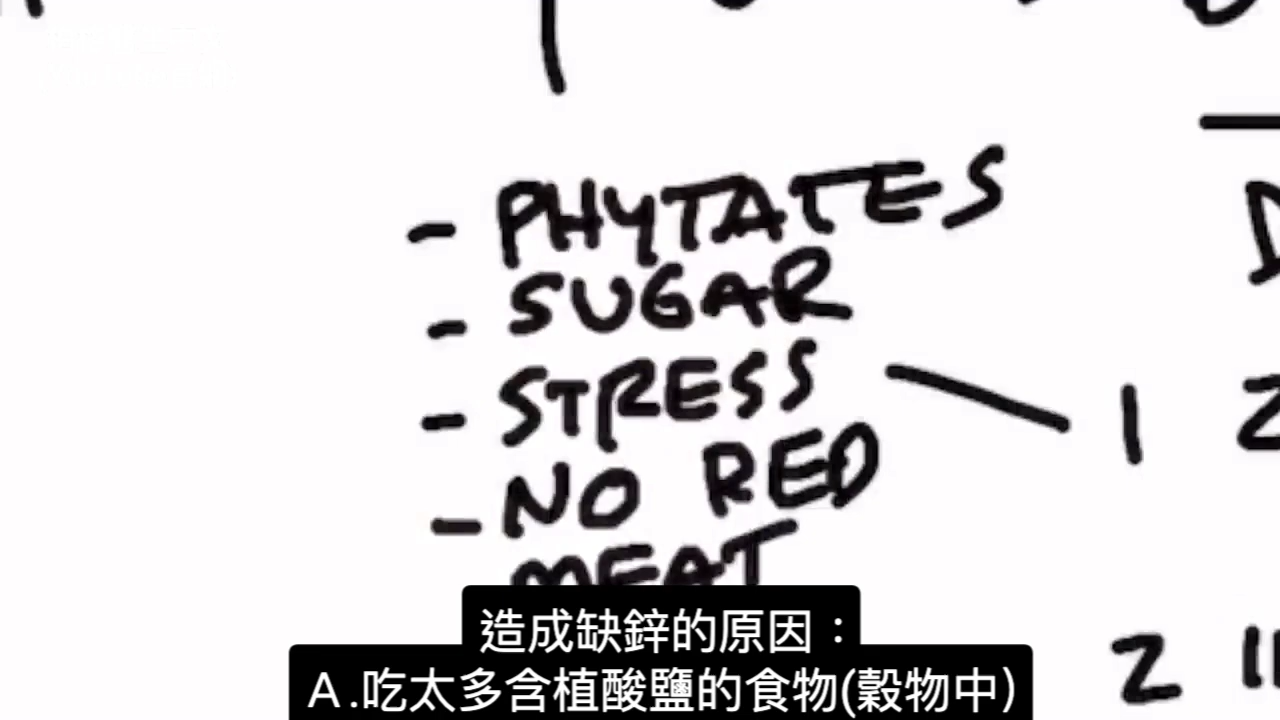 - PHYTATES
- SUGAR
- STRESS
- NO RED
MEAT
1
2
造成缺鋅的原因：
A.吃太多含植酸鹽的食物(穀物中)